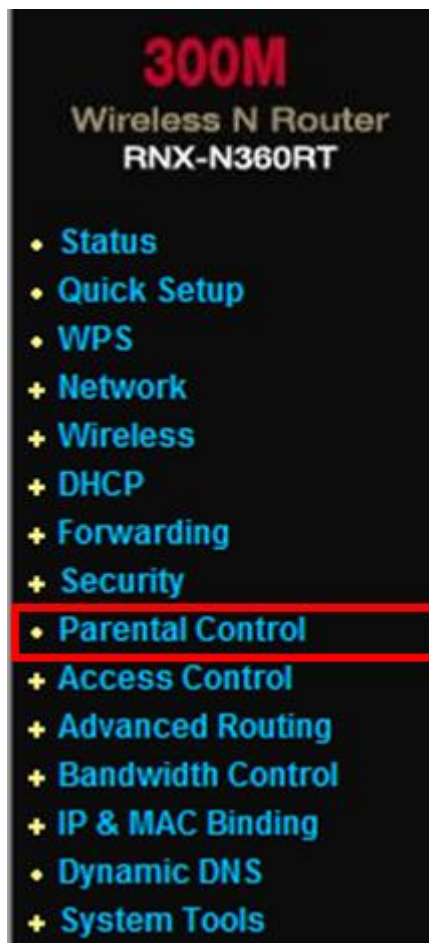 300M
Wireless N Router
RNX-N360RT
Status
Quick Setup
WPS
Network
Wireless
DHCP
Forwarding
Security
Parental Control
Access Control
Advanced Routing
Bandwidth Control
IP & MAC Binding
Dynamic DNS
System Tools